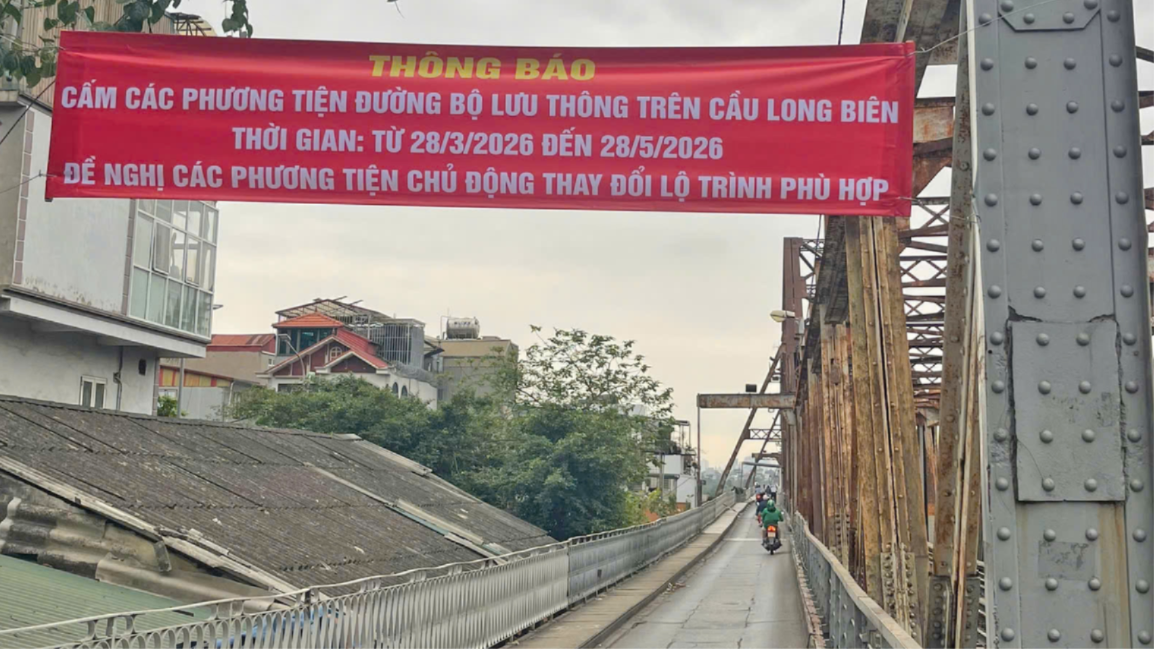 THÔNG BÁO
CẤM CÁC PHƯƠNG TIỆN ĐƯỜNG BỘ LƯU THÔNG TRÊN CẦU LONG BIÊN
THỜI GIAN: TỪ 28/3/2026 ĐẾN 28/5/2026
ĐỀ NGHỊ CÁC PHƯƠNG TIỆN CHỦ ĐỘNG THAY ĐỔI LỘ TRÌNH PHÙ HỢP